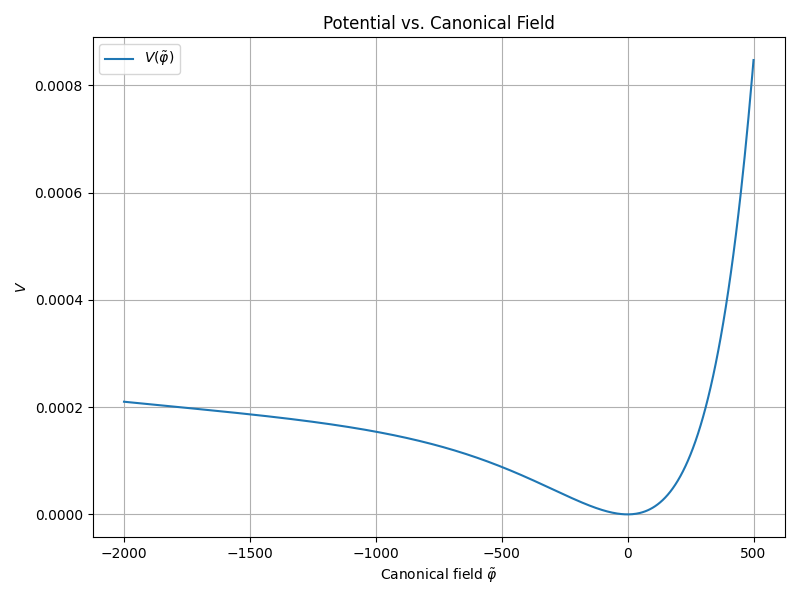 Potential vs. Canonical Field
V(φ̃)
0.0008
0.0006
0.0004
0.0002
0.0000
V
−2000 −1500 −1000 −500 0 500
Canonical field φ̃